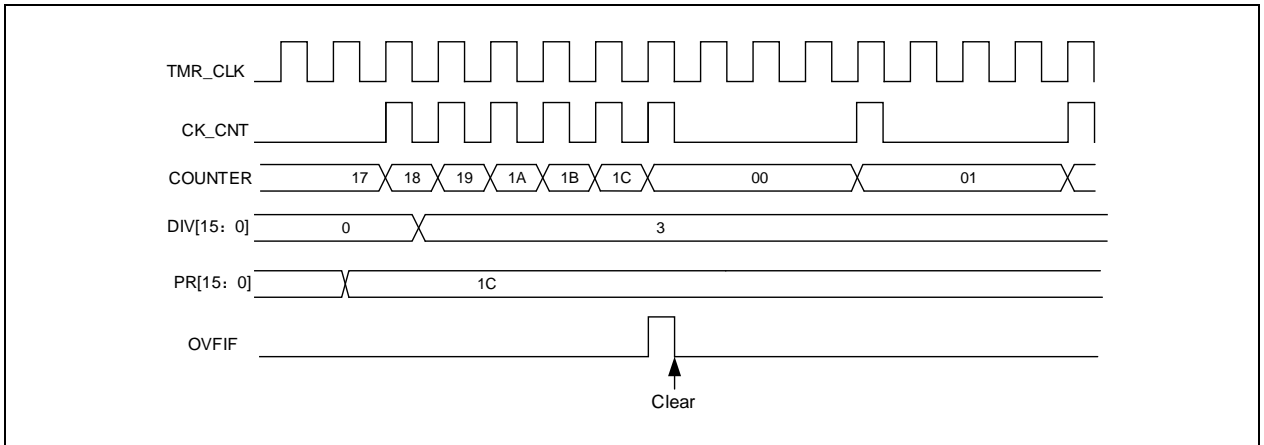 TMR_CLK
CK_CNT
COUNTER 17 18 19 1A 1B 1C 00 01
DIV[15：0] 0 3
PR[15：0] 1C
OVFIF
Clear